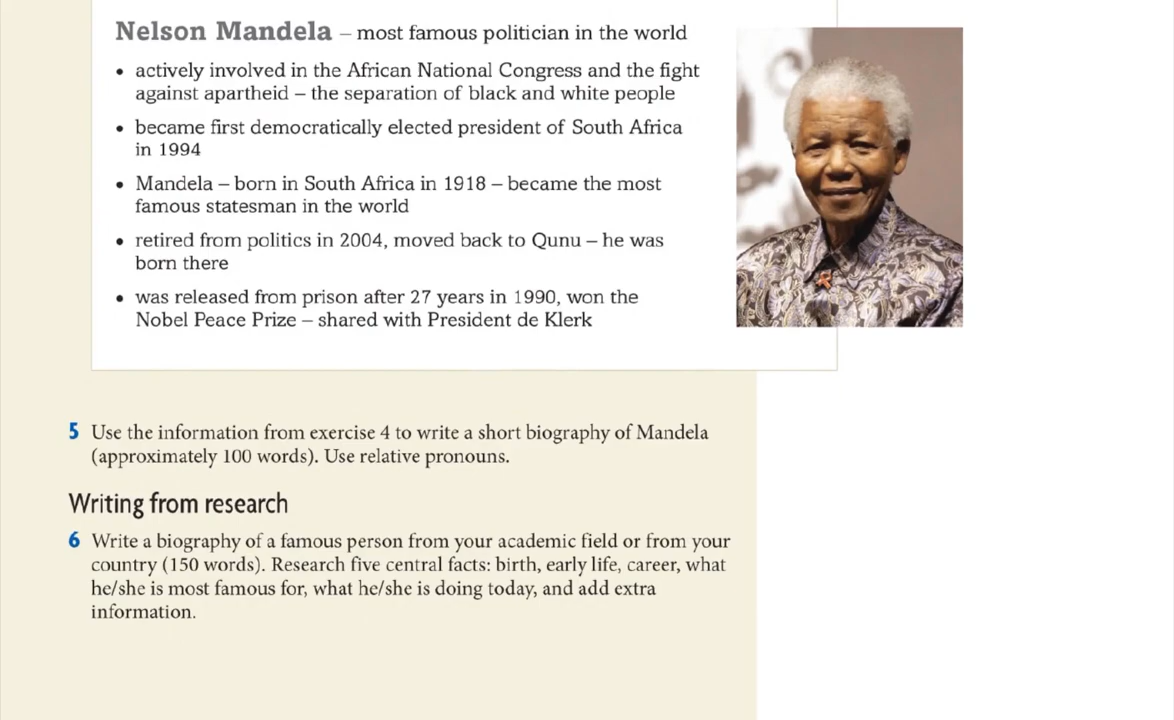 Nelson Mandela – most famous politician in the world
• actively involved in the African National Congress and the fight
against apartheid – the separation of black and white people
• became first democratically elected president of South Africa
in 1994
• Mandela – born in South Africa in 1918 – became the most
famous statesman in the world
• retired from politics in 2004, moved back to Qunu – he was
born there
• was released from prison after 27 years in 1990, won the
Nobel Peace Prize – shared with President de Klerk
5 Use the information from exercise 4 to write a short biography of Mandela
(approximately 100 words). Use relative pronouns.
Writing from research
6 Write a biography of a famous person from your academic field or from your
country (150 words). Research five central facts: birth, early life, career, what
he/she is most famous for, what he/she is doing today, and add extra
information.